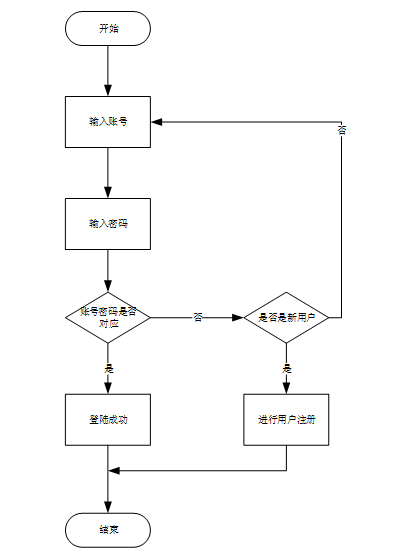 开始
输入账号
否
输入密码
账号密码是否
对应
否
是否是新用户
是
是
登陆成功
进行用户注册
结束